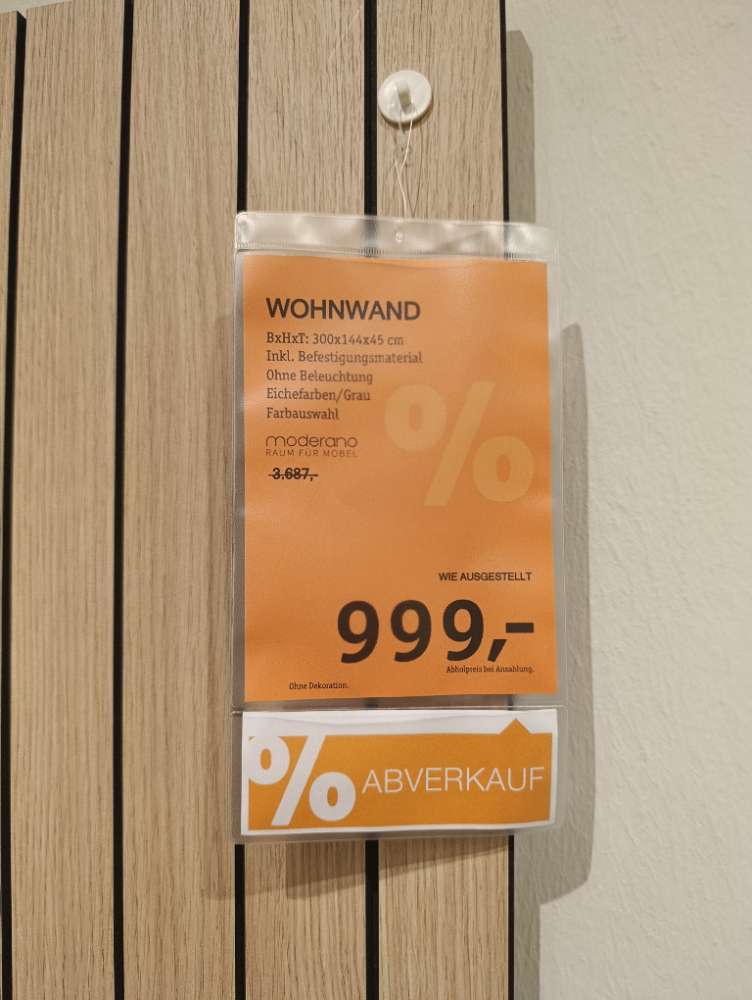 WOHNWAND
BxHxT: 300x144x45 cm
Inkl. Befestigungsmaterial
Ohne Beleuchtung
Eichefarben/Grau
Farbauswahl
moderano
RAUM FÜR MÖBEL
3.687,-
%
WIE AUSGESTELLT
999,-
Abholpreis bei Anzahlung.
Ohne Dekoration.
% ABVERKAUF